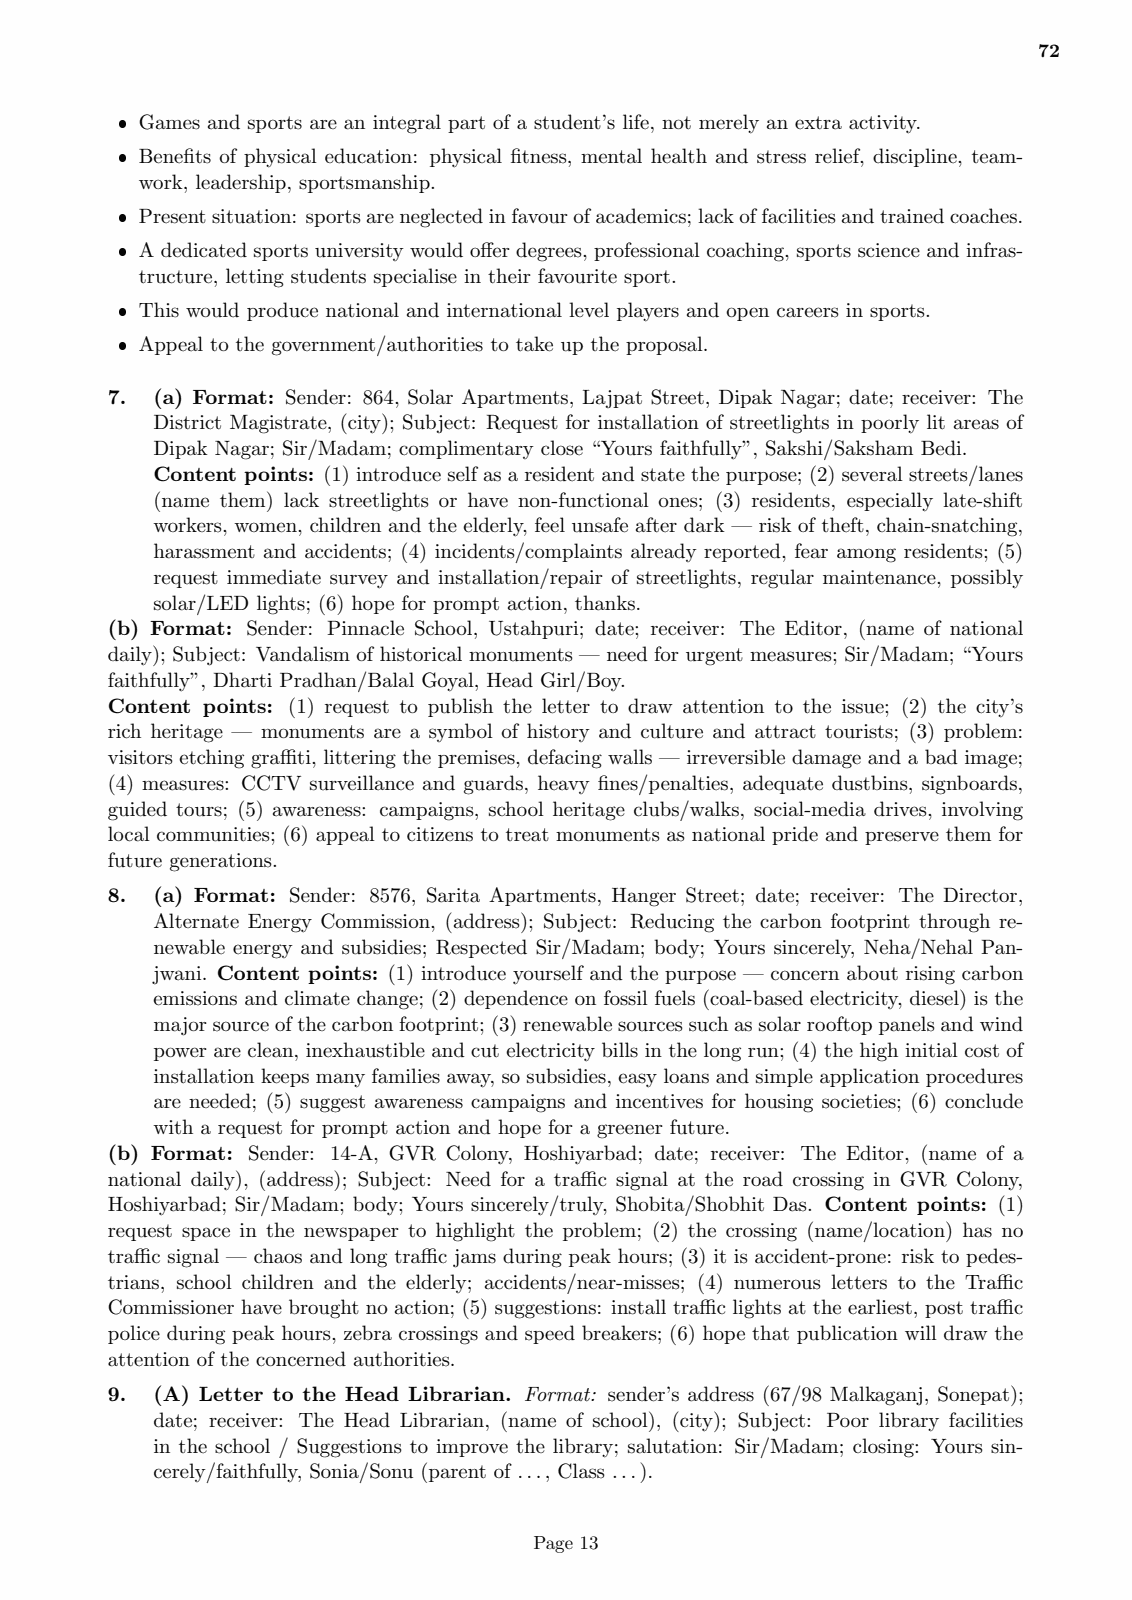 72
• Games and sports are an integral part of a student's life, not merely an extra activity.
• Benefits of physical education: physical fitness, mental health and stress relief, discipline, team-
work, leadership, sportsmanship.
• Present situation: sports are neglected in favour of academics; lack of facilities and trained coaches.
• A dedicated sports university would offer degrees, professional coaching, sports science and infras-
tructure, letting students specialise in their favourite sport.
• This would produce national and international level players and open careers in sports.
• Appeal to the government/authorities to take up the proposal.
7. (a) Format: Sender: 864, Solar Apartments, Lajpat Street, Dipak Nagar; date; receiver: The
District Magistrate, (city); Subject: Request for installation of streetlights in poorly lit areas of
Dipak Nagar; Sir/Madam; complimentary close “Yours faithfully”, Sakshi/Saksham Bedi.
Content points: (1) introduce self as a resident and state the purpose; (2) several streets/lanes
(name them) lack streetlights or have non-functional ones; (3) residents, especially late-shift
workers, women, children and the elderly, feel unsafe after dark — risk of theft, chain-snatching,
harassment and accidents; (4) incidents/complaints already reported, fear among residents; (5)
request immediate survey and installation/repair of streetlights, regular maintenance, possibly
solar/LED lights; (6) hope for prompt action, thanks.
(b) Format: Sender: Pinnacle School, Ustahpuri; date; receiver: The Editor, (name of national
daily); Subject: Vandalism of historical monuments — need for urgent measures; Sir/Madam; “Yours
faithfully”, Dharti Pradhan/Balal Goyal, Head Girl/Boy.
Content points: (1) request to publish the letter to draw attention to the issue; (2) the city's
rich heritage — monuments are a symbol of history and culture and attract tourists; (3) problem:
visitors etching graffiti, littering the premises, defacing walls — irreversible damage and a bad image;
(4) measures: CCTV surveillance and guards, heavy fines/penalties, adequate dustbins, signboards,
guided tours; (5) awareness: campaigns, school heritage clubs/walks, social-media drives, involving
local communities; (6) appeal to citizens to treat monuments as national pride and preserve them for
future generations.
8. (a) Format: Sender: 8576, Sarita Apartments, Hanger Street; date; receiver: The Director,
Alternate Energy Commission, (address); Subject: Reducing the carbon footprint through re-
newable energy and subsidies; Respected Sir/Madam; body; Yours sincerely, Neha/Nehal Pan-
jwani. Content points: (1) introduce yourself and the purpose — concern about rising carbon
emissions and climate change; (2) dependence on fossil fuels (coal-based electricity, diesel) is the
major source of the carbon footprint; (3) renewable sources such as solar rooftop panels and wind
power are clean, inexhaustible and cut electricity bills in the long run; (4) the high initial cost of
installation keeps many families away, so subsidies, easy loans and simple application procedures
are needed; (5) suggest awareness campaigns and incentives for housing societies; (6) conclude
with a request for prompt action and hope for a greener future.
(b) Format: Sender: 14-A, GVR Colony, Hoshiyarbad; date; receiver: The Editor, (name of a
national daily), (address); Subject: Need for a traffic signal at the road crossing in GVR Colony,
Hoshiyarbad; Sir/Madam; body; Yours sincerely/truly, Shobita/Shobhit Das. Content points: (1)
request space in the newspaper to highlight the problem; (2) the crossing (name/location) has no
traffic signal — chaos and long traffic jams during peak hours; (3) it is accident-prone: risk to pedes-
trians, school children and the elderly; accidents/near-misses; (4) numerous letters to the Traffic
Commissioner have brought no action; (5) suggestions: install traffic lights at the earliest, post traffic
police during peak hours, zebra crossings and speed breakers; (6) hope that publication will draw the
attention of the concerned authorities.
9. (A) Letter to the Head Librarian. Format: sender's address (67/98 Malkaganj, Sonepat);
date; receiver: The Head Librarian, (name of school), (city); Subject: Poor library facilities
in the school / Suggestions to improve the library; salutation: Sir/Madam; closing: Yours sin-
cerely/faithfully, Sonia/Sonu (parent of ..., Class ...).
Page 13